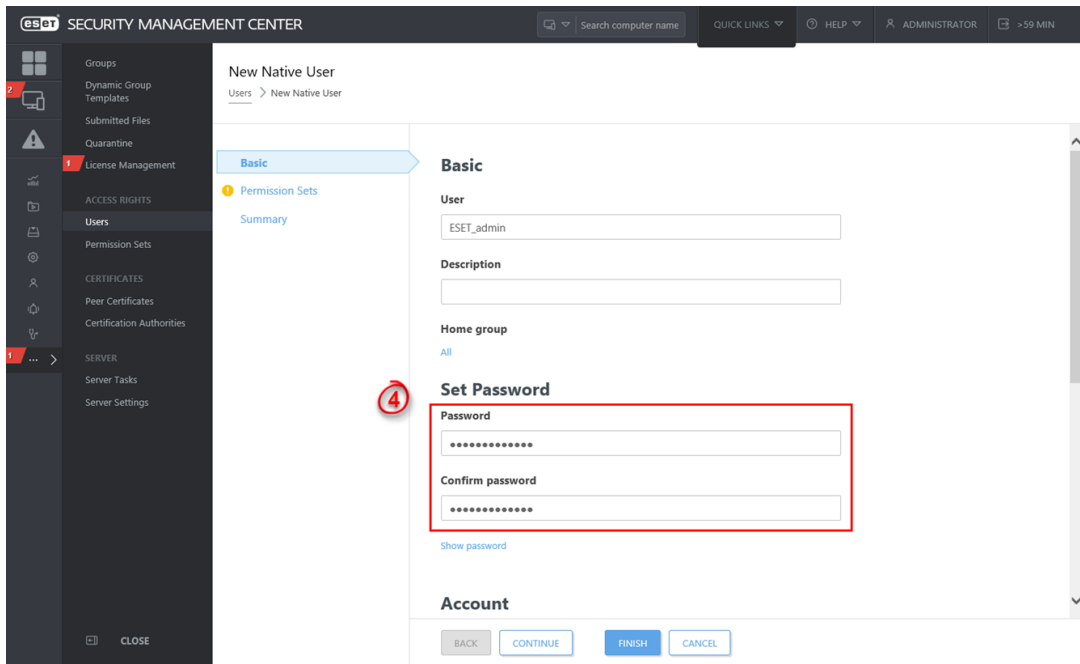 eseT SECURITY MANAGEMENT CENTER
Search computer name
QUICK LINKS
HELP
ADMINISTRATOR
>59 MIN
2
1
1
Groups
Dynamic Group
Templates
Submitted Files
Quarantine
License Management
ACCESS RIGHTS
Users
Permission Sets
CERTIFICATES
Peer Certificates
Certification Authorities
SERVER
Server Tasks
Server Settings
CLOSE
New Native User
Users > New Native User
Basic
Permission Sets
Summary
Basic
User
ESET_admin
Description
Home group
All
4
Set Password
Password
•••••••••••••
Confirm password
•••••••••••••
Show password
Account
BACK
CONTINUE
FINISH
CANCEL